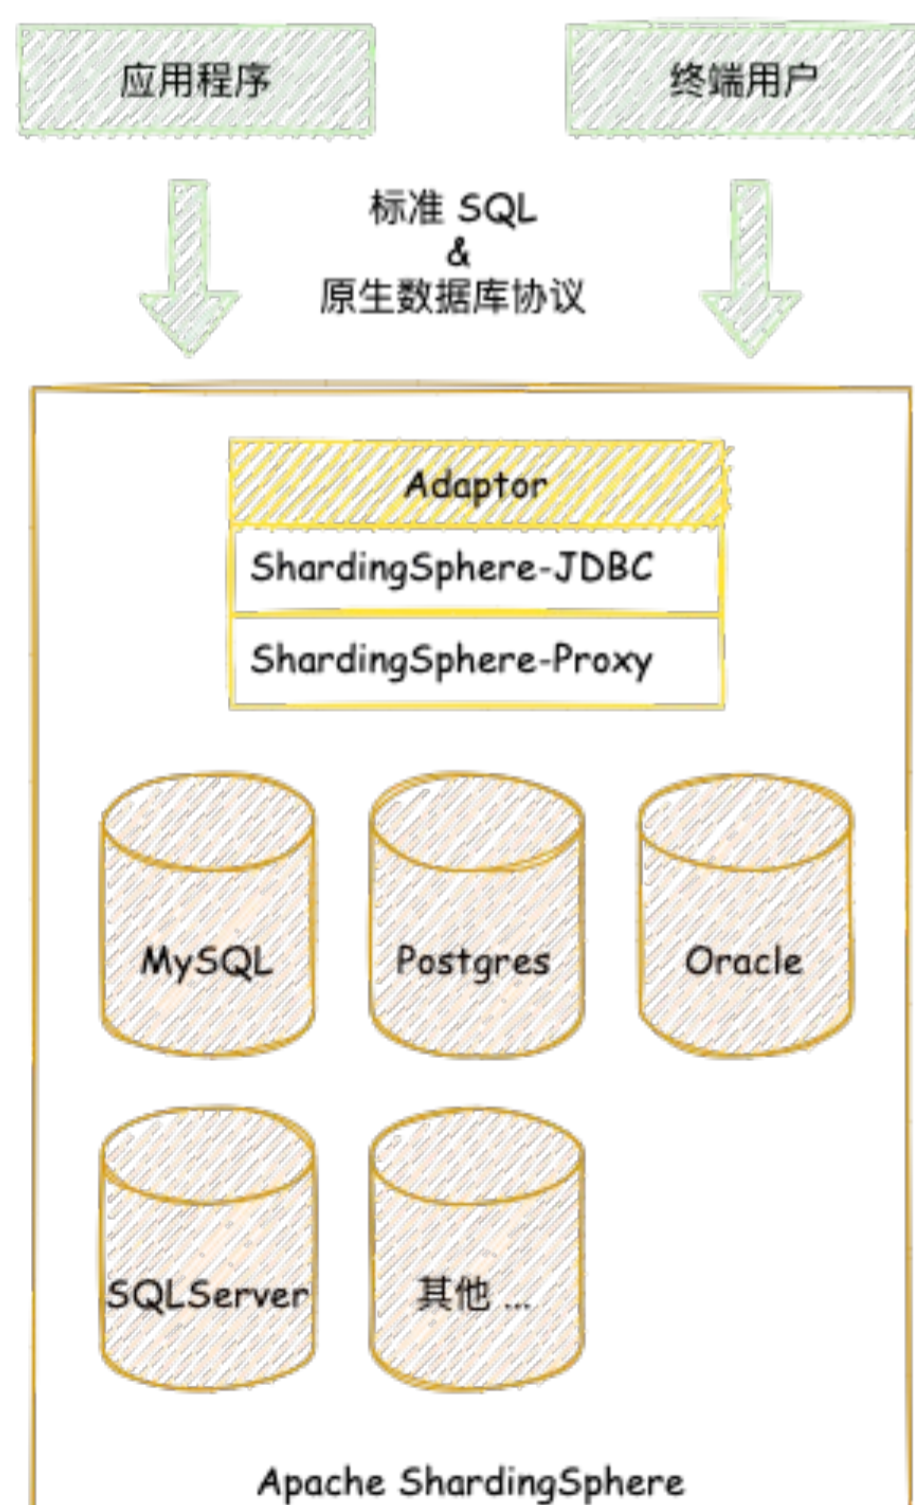 应用程序
终端用户
标准 SQL
&
原生数据库协议
Adaptor
ShardingSphere-JDBC
ShardingSphere-Proxy
MySQL
Postgres
Oracle
SQLServer
其他 ...
Apache ShardingSphere